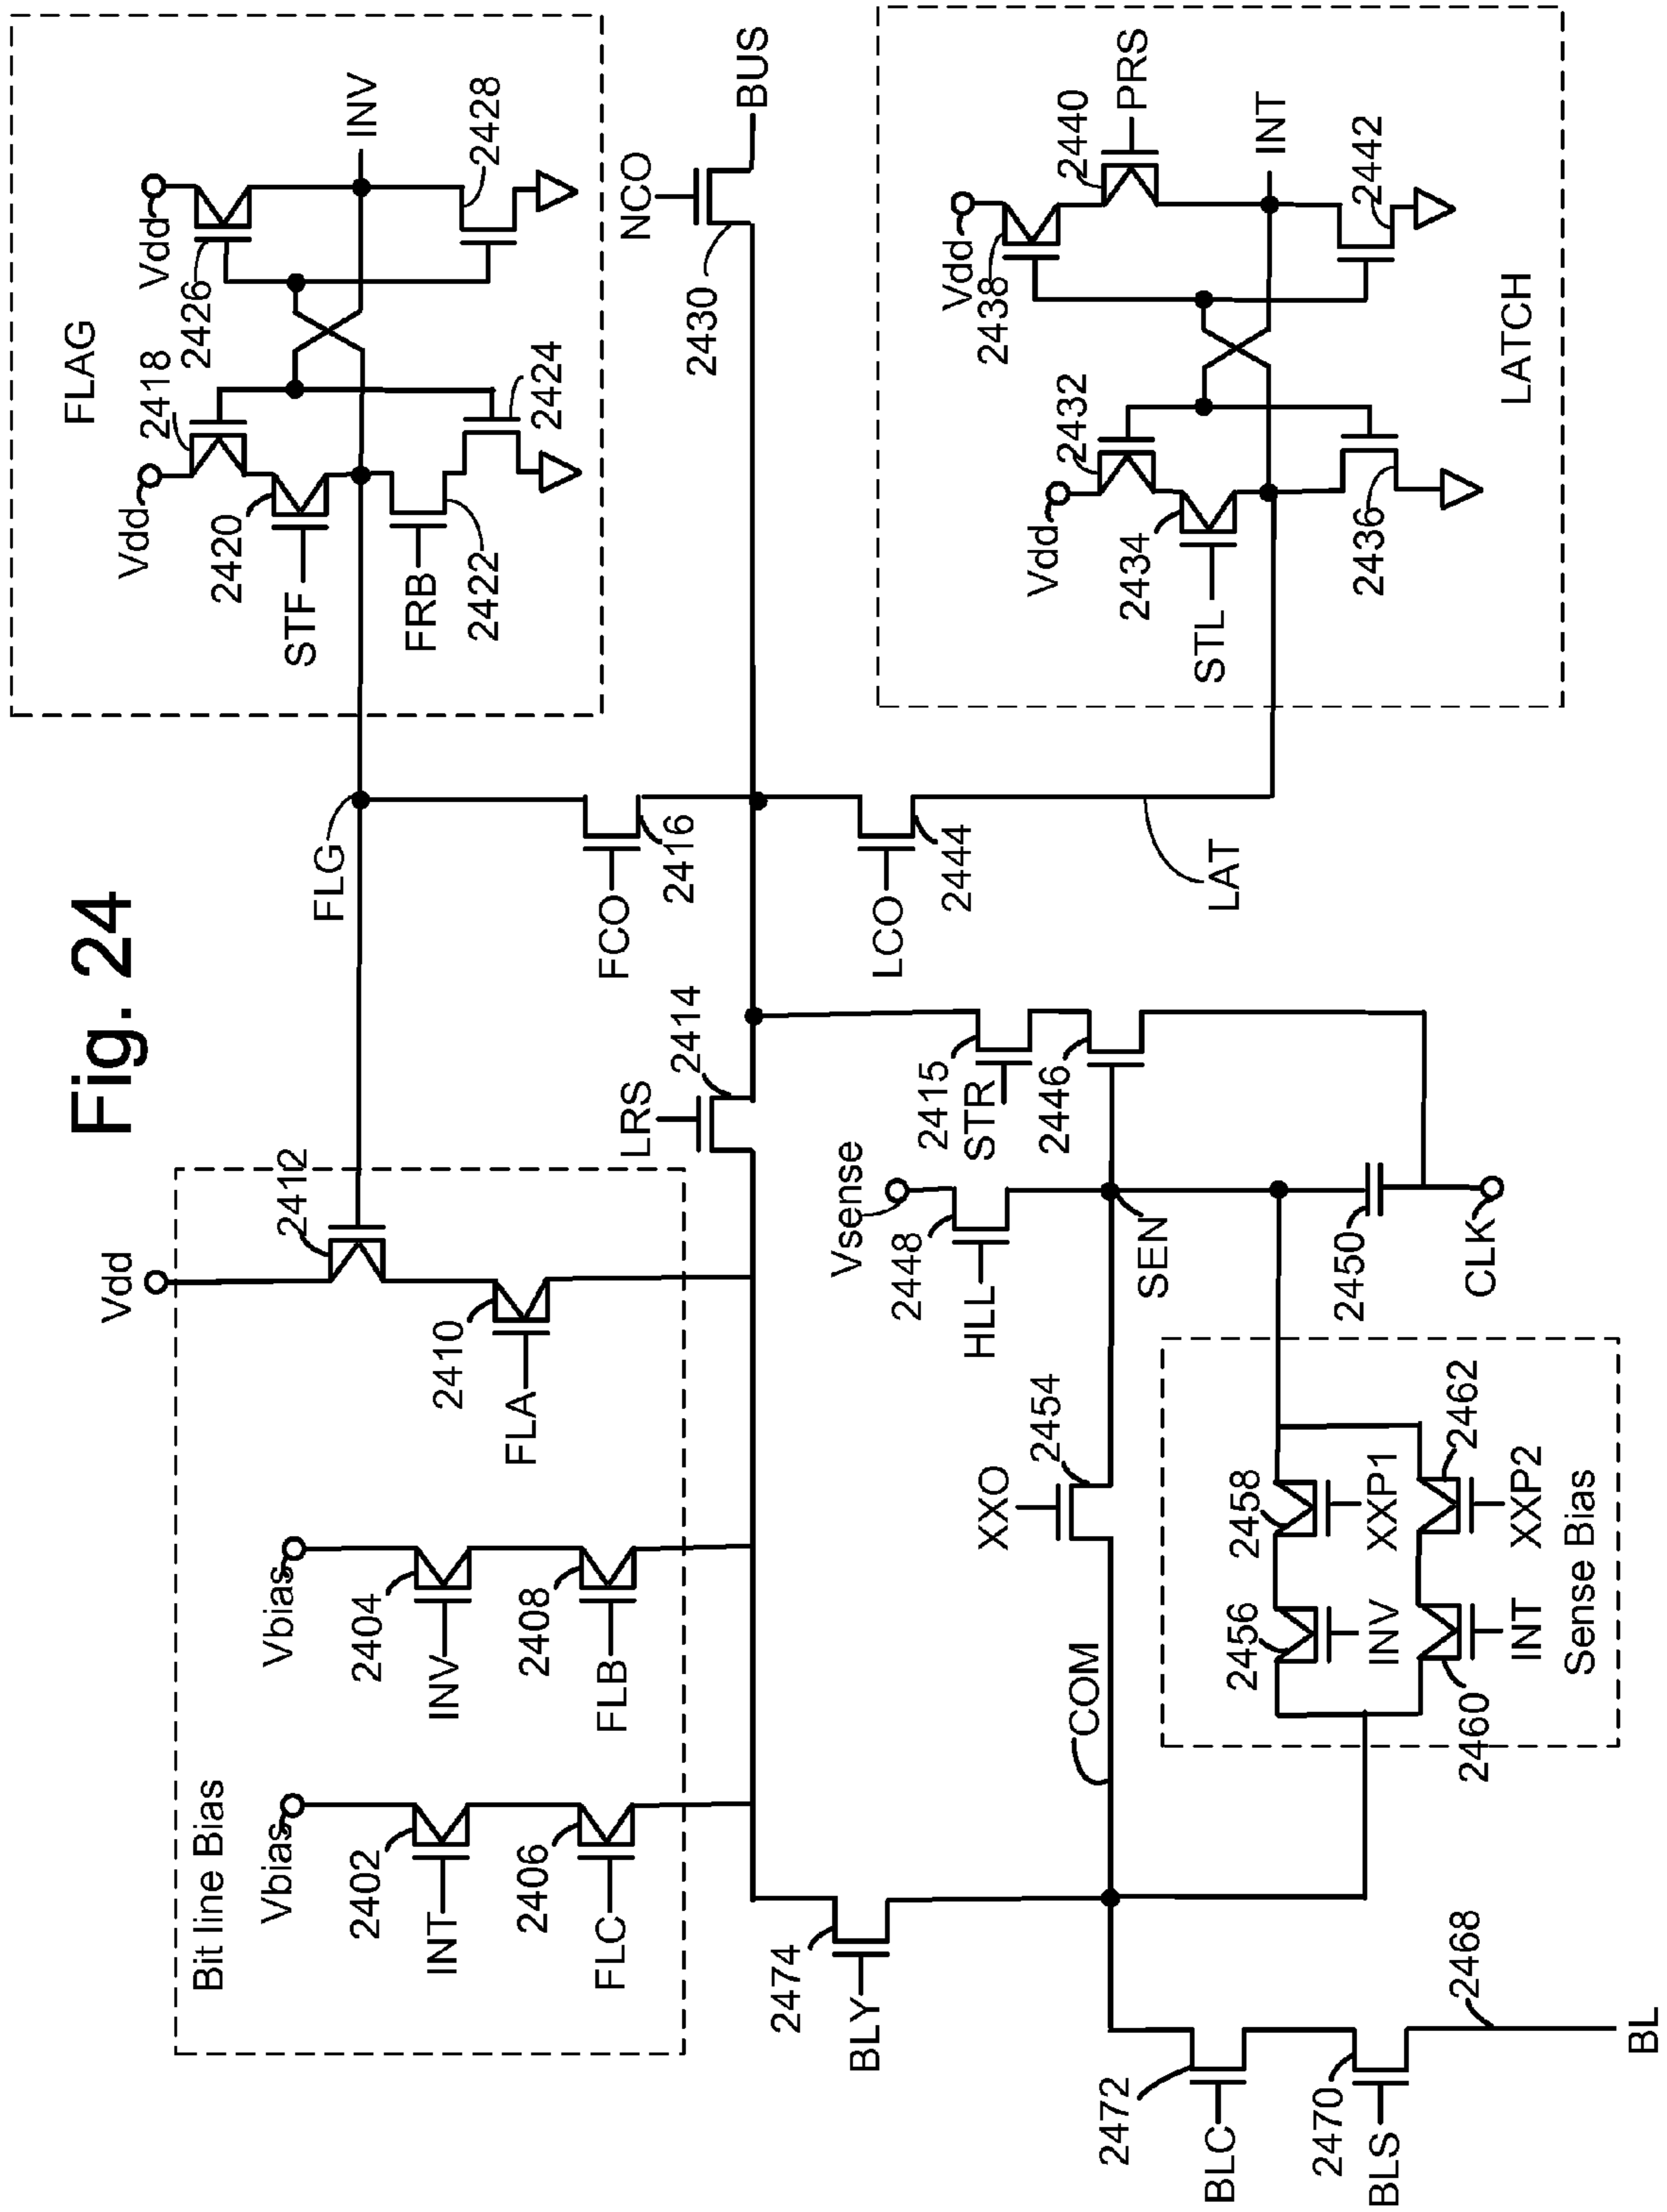 Fig. 24
Bit line Bias
Vbias
2402
INT
2406
FLC
Vbias
2404
INV
2408
FLB
Vdd
2412
2410
FLA
FLG
FLAG
Vdd
2418
2420
STF
FRB
2422
2424
Vdd
2426
INV
2428
LRS
2414
FCO
2416
NCO
2430
BUS
LCO
2444
LAT
LATCH
Vdd
2432
2434
STL
2436
Vdd
2438
2440
PRS
INT
2442
2415
STR
2446
Vsense
2448
HLL
SEN
2450
CLK
XXO
2454
COM
2456
INV
2458
XXP1
2460
INT
2462
XXP2
Sense Bias
2474
BLY
2472
BLC
2470
BLS
2468
BL